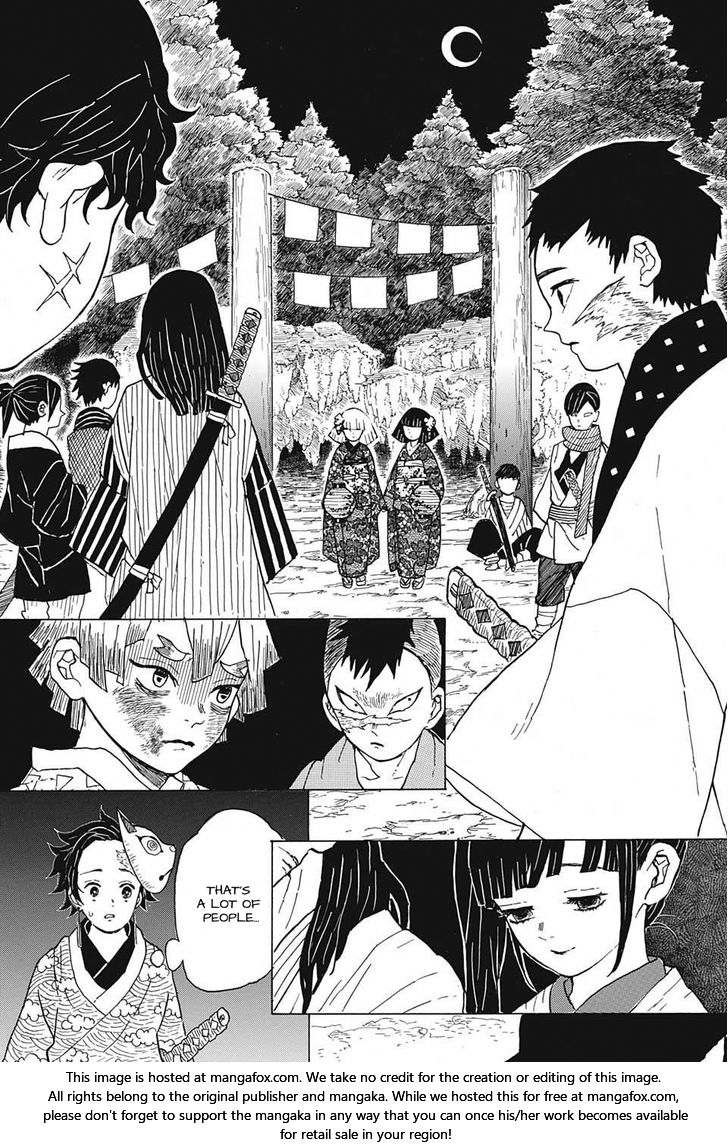 THAT'S
A LOT OF
PEOPLE...
This image is hosted at mangafox.com. We take no credit for the creation or editing of this image.
All rights belong to the original publisher and mangaka. While we hosted this for free at mangafox.com,
please don't forget to support the mangaka in any way that you can once his/her work becomes available
for retail sale in your region!